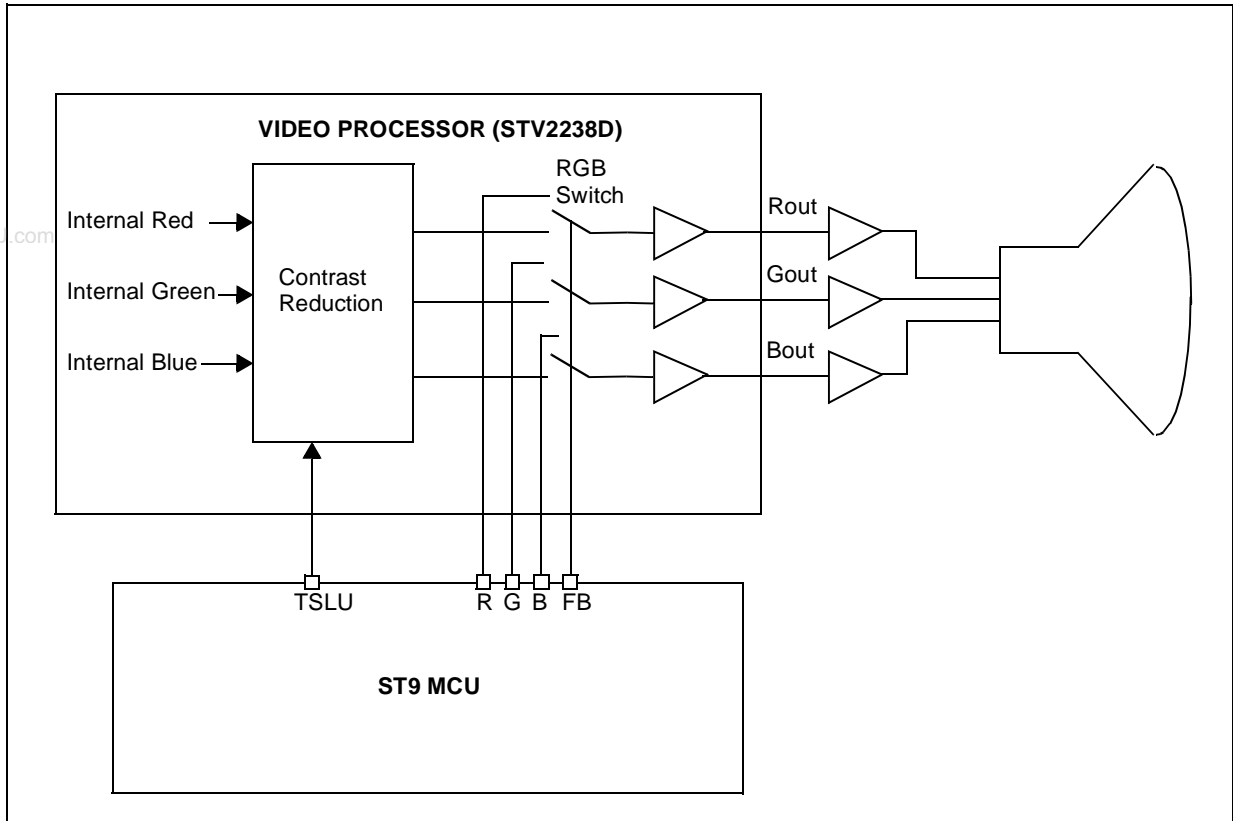 VIDEO PROCESSOR (STV2238D)
RGB
Switch
Internal Red
Rout
J.com
Contrast
Reduction
Internal Green
Gout
Internal Blue
Bout
TSLU
R G B FB
ST9 MCU